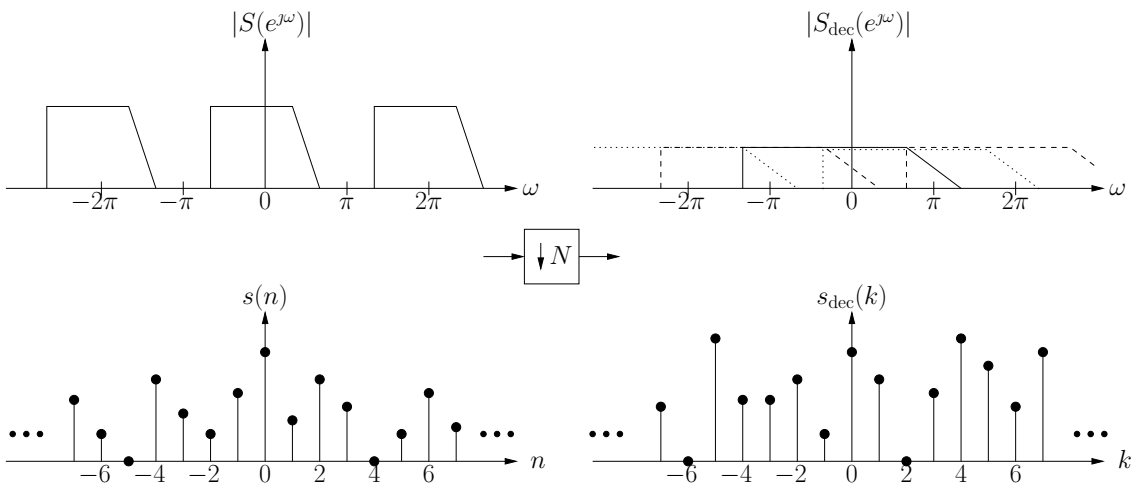 |S(e^{jω})|
|S_dec(e^{jω})|
−2π −π 0 π 2π ω
−2π −π 0 π 2π ω
↓ N
s(n)
s_dec(k)
−6 −4 −2 0 2 4 6 n
−6 −4 −2 0 2 4 6 k